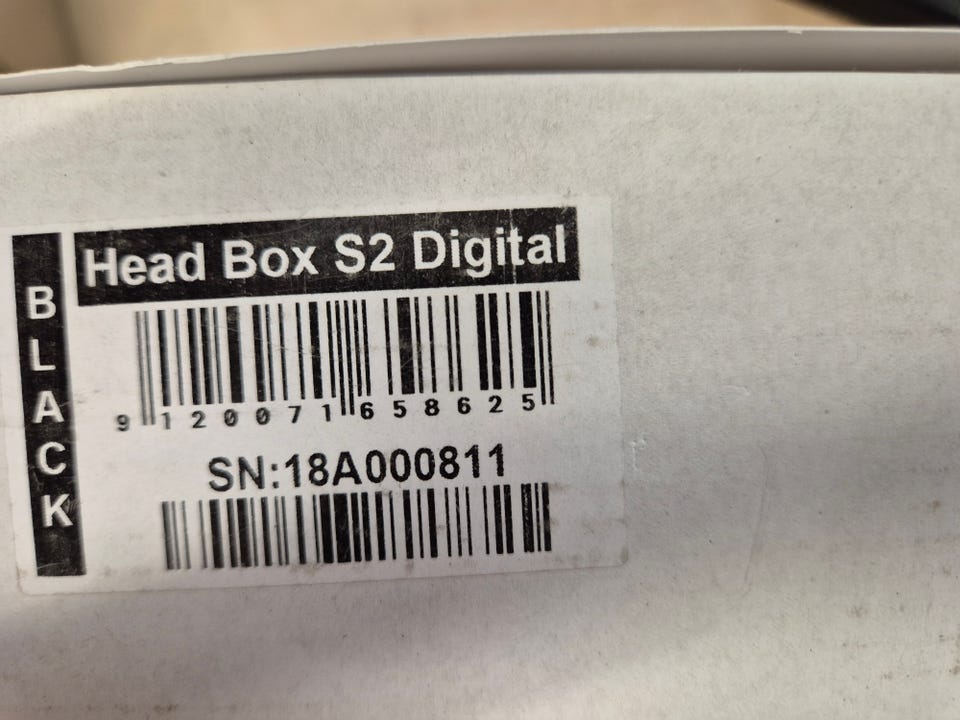 BLACK
Head Box S2 Digital
9 120071 658625
SN:18A000811